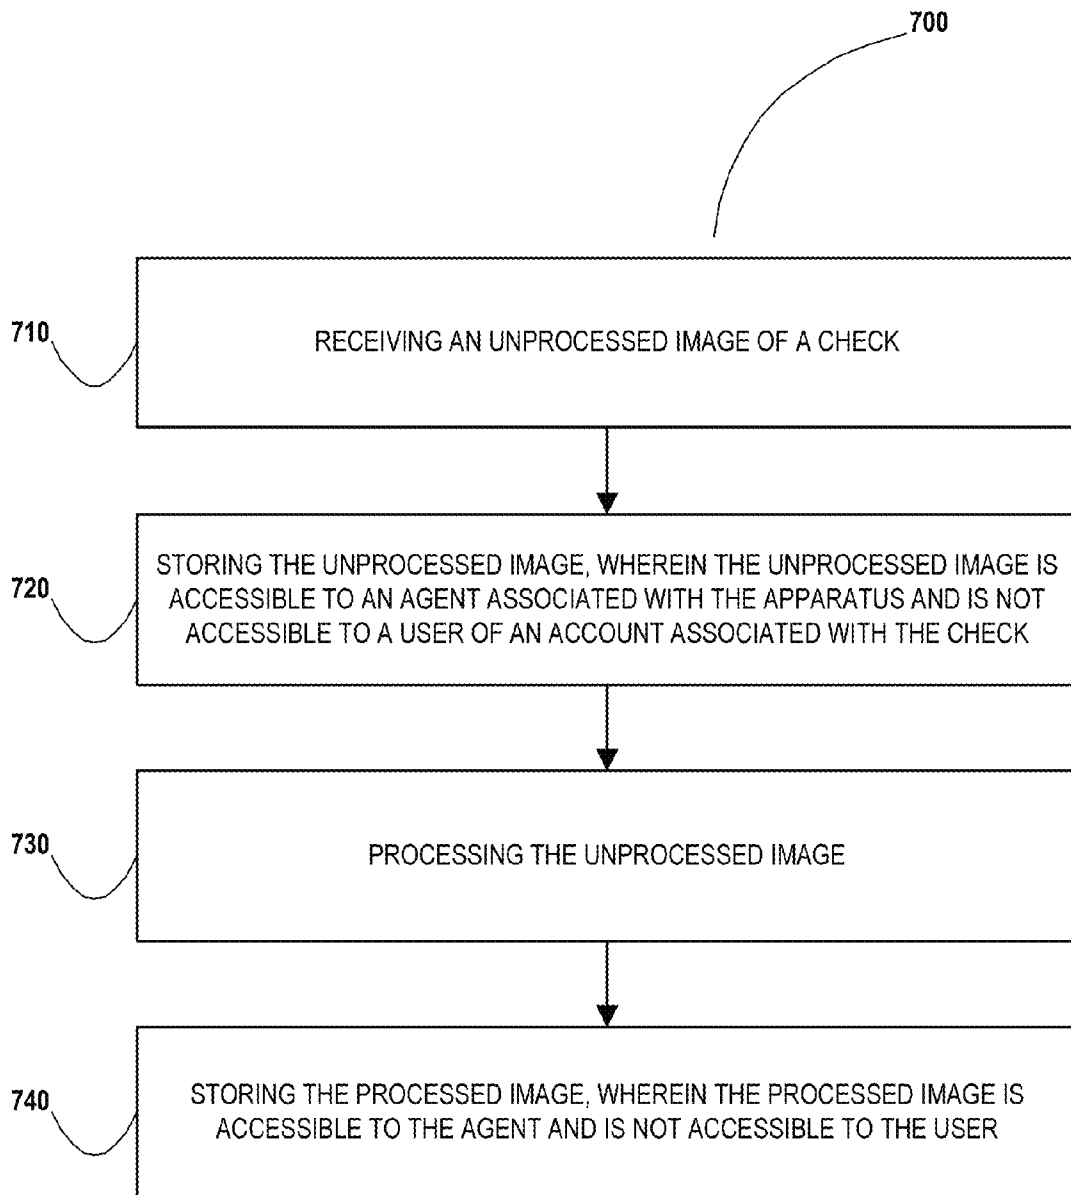 700
710
RECEIVING AN UNPROCESSED IMAGE OF A CHECK
720
STORING THE UNPROCESSED IMAGE, WHEREIN THE UNPROCESSED IMAGE IS
ACCESSIBLE TO AN AGENT ASSOCIATED WITH THE APPARATUS AND IS NOT
ACCESSIBLE TO A USER OF AN ACCOUNT ASSOCIATED WITH THE CHECK
730
PROCESSING THE UNPROCESSED IMAGE
740
STORING THE PROCESSED IMAGE, WHEREIN THE PROCESSED IMAGE IS
ACCESSIBLE TO THE AGENT AND IS NOT ACCESSIBLE TO THE USER